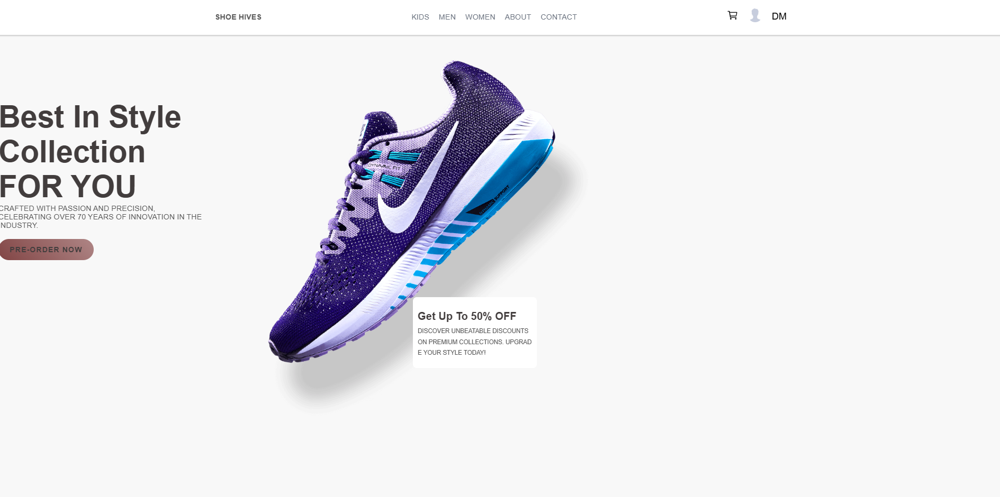 SHOE HIVES
KIDS MEN WOMEN ABOUT CONTACT
DM
Best In Style
Collection
FOR YOU
CRAFTED WITH PASSION AND PRECISION,
CELEBRATING OVER 70 YEARS OF INNOVATION IN THE
INDUSTRY.
PRE-ORDER NOW
DYNAMIC FIT
DYNAMIC SUPPORT
Get Up To 50% OFF
DISCOVER UNBEATABLE DISCOUNTS
ON PREMIUM COLLECTIONS. UPGRAD
E YOUR STYLE TODAY!